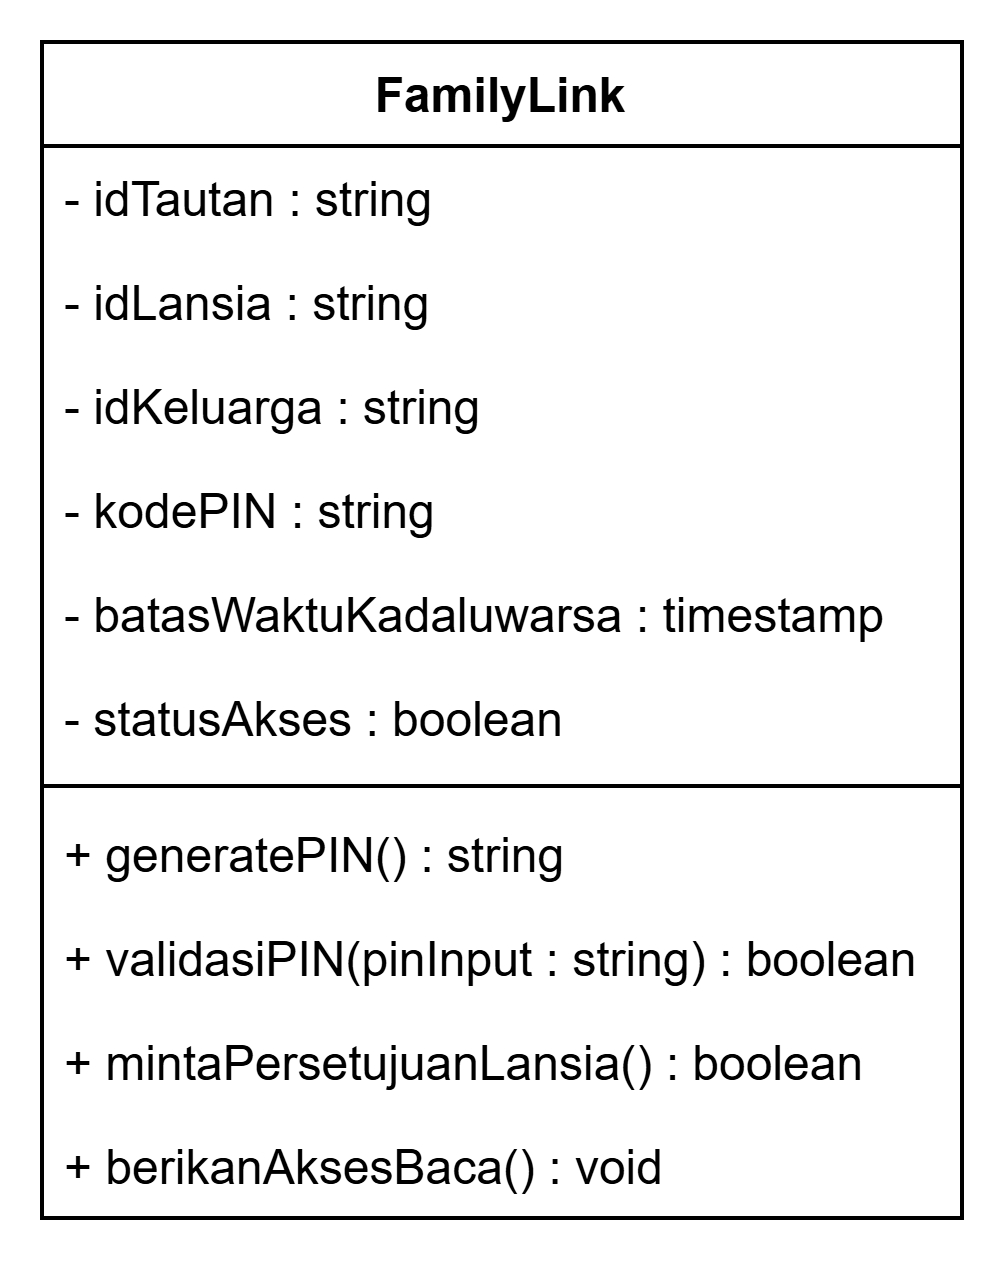 FamilyLink
- idTautan : string
- idLansia : string
- idKeluarga : string
- kodePIN : string
- batasWaktuKadaluwarsa : timestamp
- statusAkses : boolean
+ generatePIN() : string
+ validasiPIN(pinInput : string) : boolean
+ mintaPersetujuanLansia() : boolean
+ berikanAksesBaca() : void